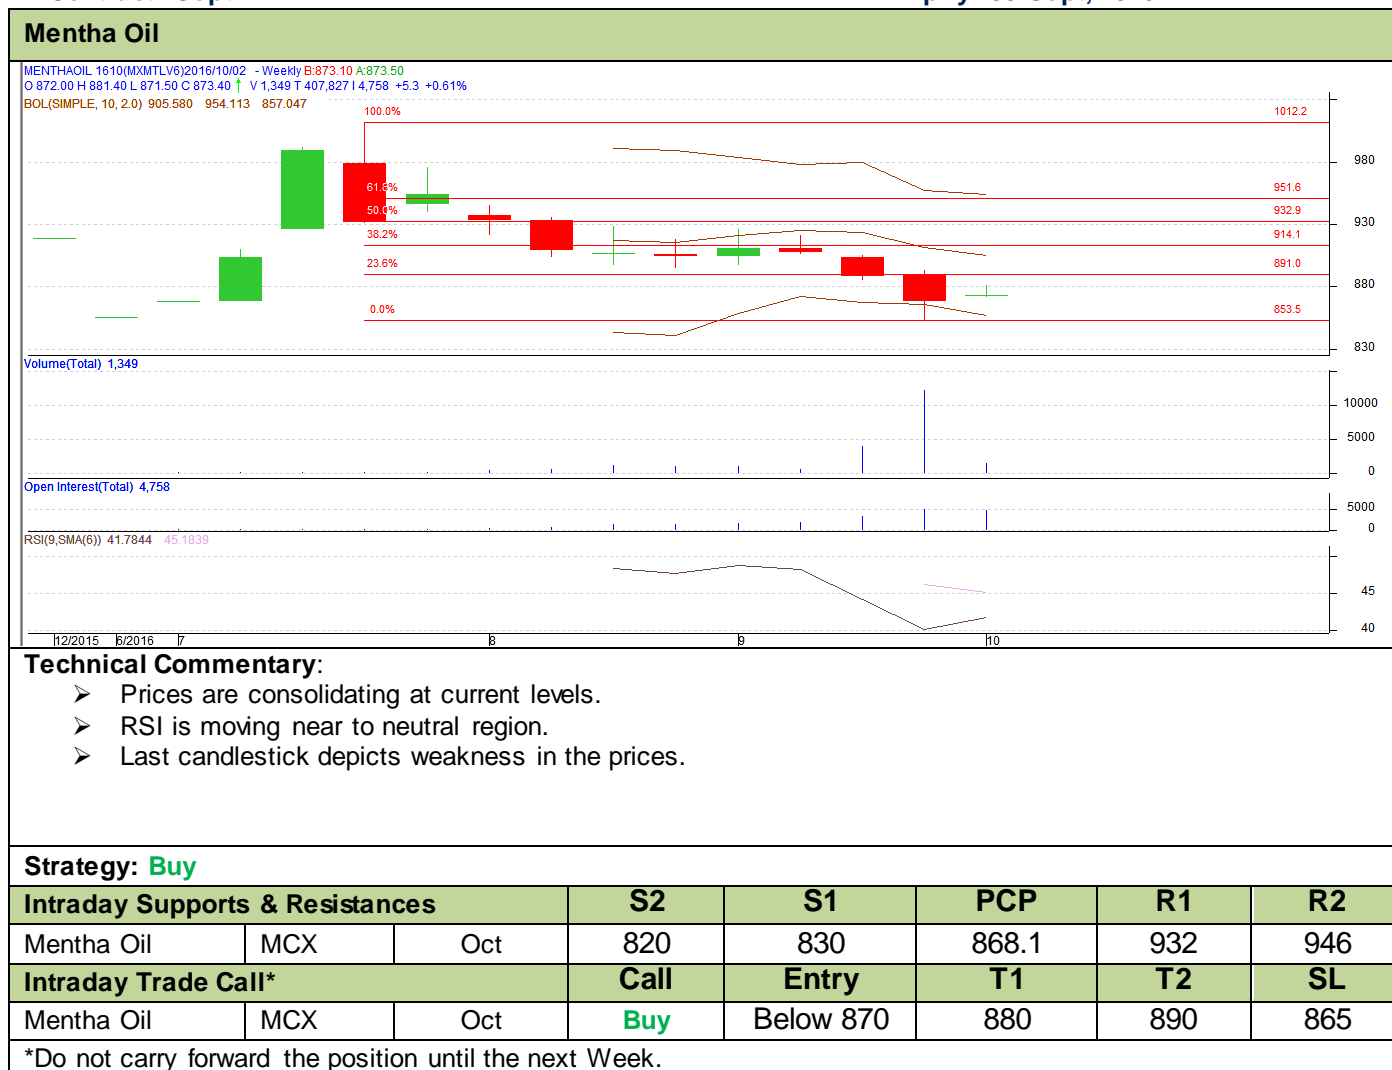 Mentha Oil
MENTHAOIL 1610(MXMTLV6)2016/10/02 - Weekly B:873.10 A:873.50
O 872.00 H 881.40 L 871.50 C 873.40 V 1,349 T 407,827 I 4,758 +5.3 +0.61%
BOL(SIMPLE, 10, 2.0) 905.580 954.113 857.047
100.0% 1012.2
980
61.8% 951.6
50.0% 932.9
930
38.2% 914.1
23.6% 891.0
880
0.0% 853.5
830
Volume(Total) 1,349
10000
5000
0
Open Interest(Total) 4,758
5000
0
RSI(9,SMA(6)) 41.7844 45.1839
45
40
12/2015 6/2016 7 8 9 10
Technical Commentary:
➢ Prices are consolidating at current levels.
➢ RSI is moving near to neutral region.
➢ Last candlestick depicts weakness in the prices.
Strategy: Buy
Intraday Supports & Resistances S2 S1 PCP R1 R2
Mentha Oil MCX Oct 820 830 868.1 932 946
Intraday Trade Call* Call Entry T1 T2 SL
Mentha Oil MCX Oct Buy Below 870 880 890 865
*Do not carry forward the position until the next Week.